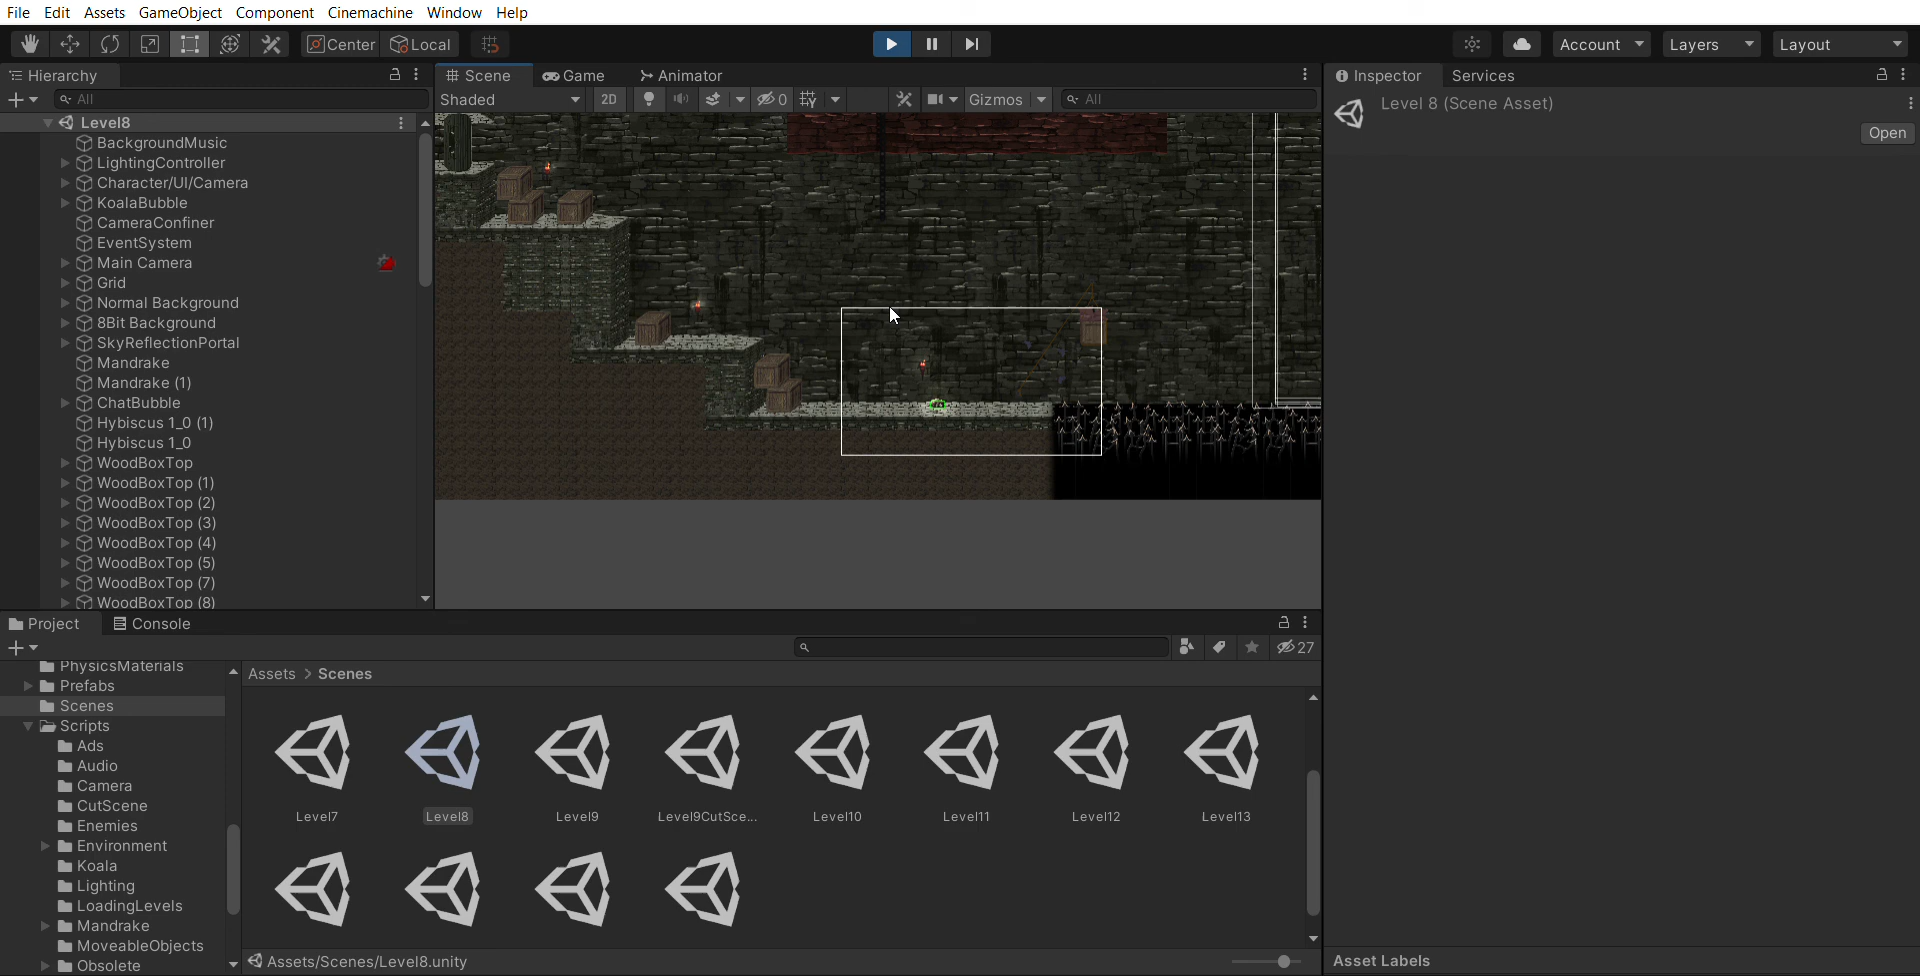 File Edit Assets GameObject Component Cinemachine Window Help
Center Local Account Layers Layout
Hierarchy Scene Game Animator Inspector Services
All Shaded 2D 0 Gizmos All Level 8 (Scene Asset)
Open
Level8
BackgroundMusic
LightingController
Character/UI/Camera
KoalaBubble
CameraConfiner
EventSystem
Main Camera
Grid
Normal Background
8Bit Background
SkyReflectionPortal
Mandrake
Mandrake (1)
ChatBubble
Hybiscus 1_0 (1)
Hybiscus 1_0
WoodBoxTop
WoodBoxTop (1)
WoodBoxTop (2)
WoodBoxTop (3)
WoodBoxTop (4)
WoodBoxTop (5)
WoodBoxTop (7)
WoodBoxTop (8)
Project Console
27
PhysicsMaterials
Prefabs
Scenes
Scripts
Ads
Audio
Camera
CutScene
Enemies
Environment
Koala
Lighting
LoadingLevels
Mandrake
MoveableObjects
Obsolete
Assets > Scenes
Level7 Level8 Level9 Level9CutSce... Level10 Level11 Level12 Level13
Assets/Scenes/Level8.unity
Asset Labels